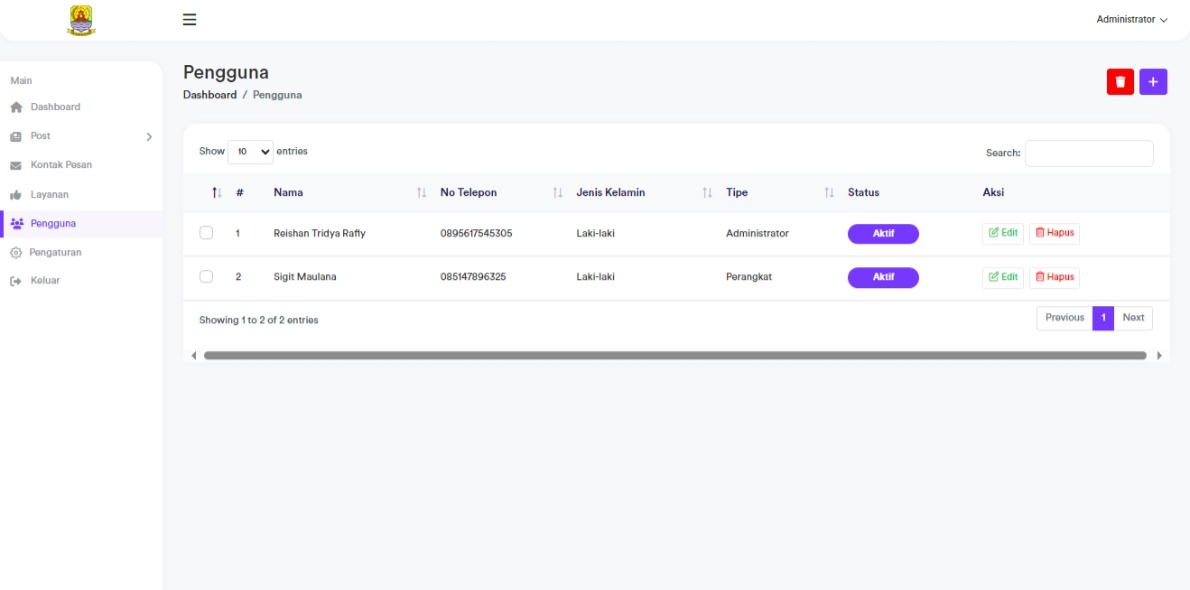 Administrator
Main
Dashboard
Post
Kontak Pesan
Layanan
Pengguna
Pengaturan
Keluar
Pengguna
Dashboard / Pengguna
Show 10 entries
Search:
# Nama No Telepon Jenis Kelamin Tipe Status Aksi
1 Reishan Tridya Rafly 0895617545305 Laki-laki Administrator Aktif Edit Hapus
2 Sigit Maulana 085147896325 Laki-laki Perangkat Aktif Edit Hapus
Showing 1 to 2 of 2 entries
Previous 1 Next